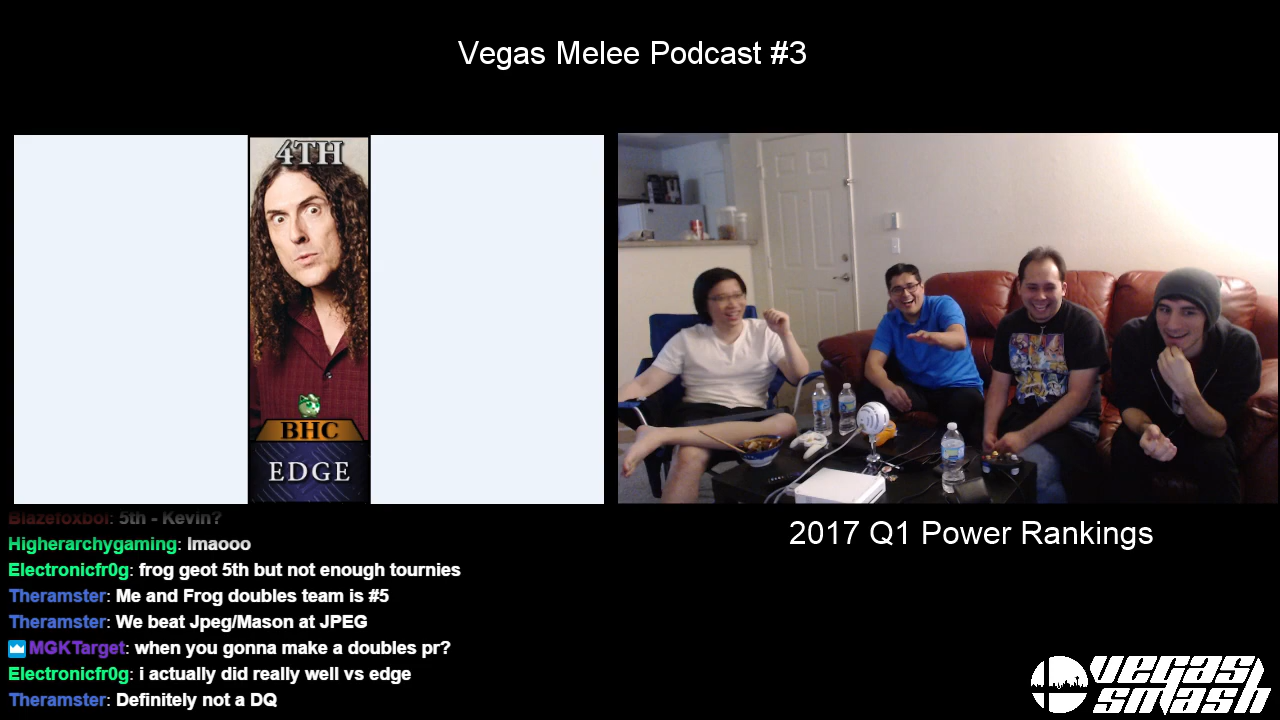 Vegas Melee Podcast #3
4TH
BHC
EDGE
Blazefoxboi: 5th - Kevin?
Higherarchygaming: lmaooo
Electronicfr0g: frog geot 5th but not enough tournies
Theramster: Me and Frog doubles team is #5
Theramster: We beat Jpeg/Mason at JPEG
MGKTarget: when you gonna make a doubles pr?
Electronicfr0g: i actually did really well vs edge
Theramster: Definitely not a DQ
2017 Q1 Power Rankings
VEGAS
SMASH